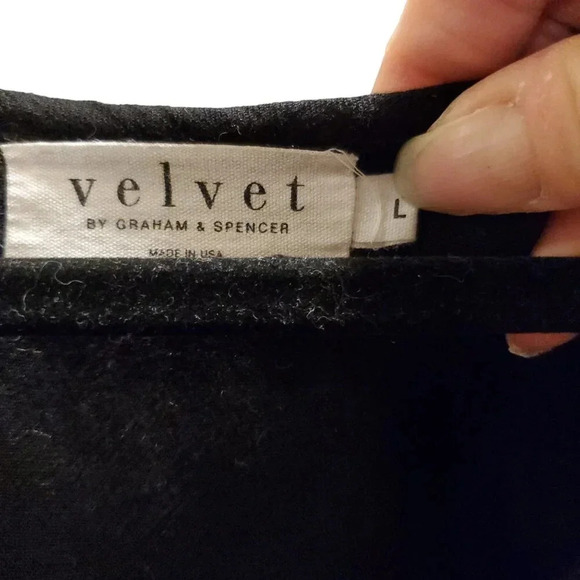 velvet
BY GRAHAM & SPENCER
MADE IN USA
L